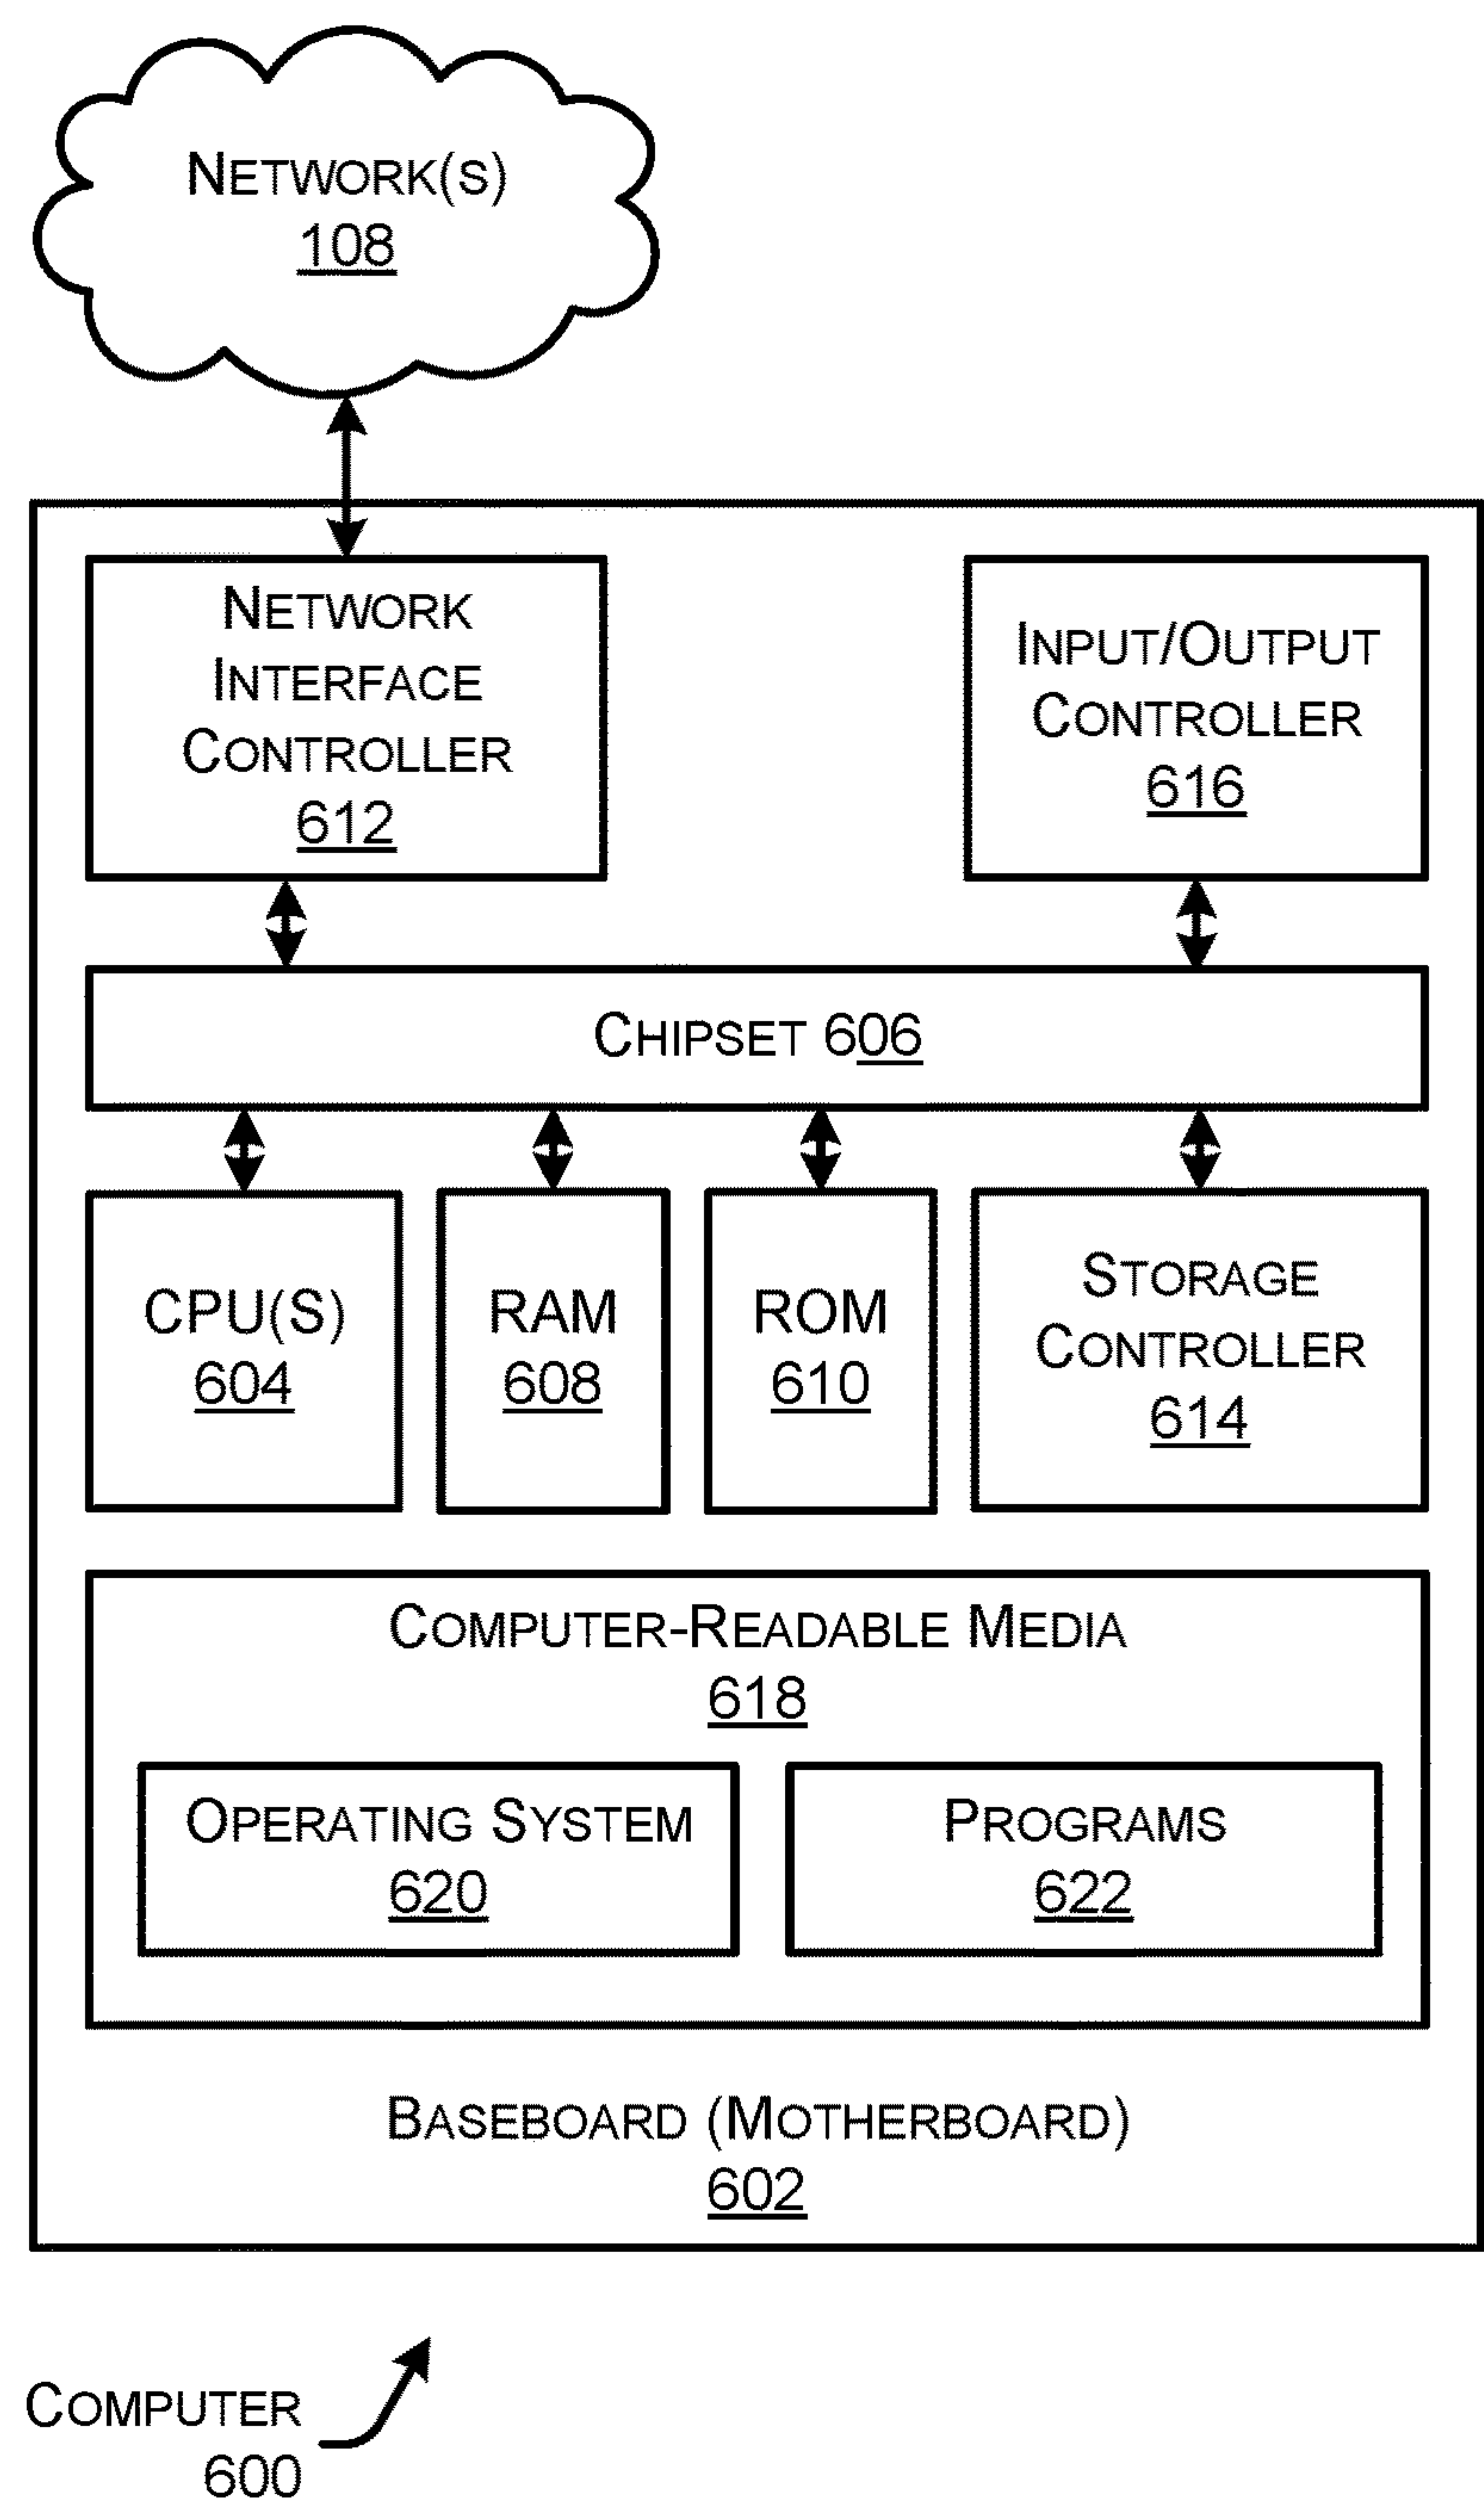 NETWORK(S)
108
NETWORK
INTERFACE
CONTROLLER
612
INPUT/OUTPUT
CONTROLLER
616
CHIPSET 606
CPU(S)
604
RAM
608
ROM
610
STORAGE
CONTROLLER
614
COMPUTER-READABLE MEDIA
618
OPERATING SYSTEM
620
PROGRAMS
622
BASEBOARD (MOTHERBOARD)
602
COMPUTER
600